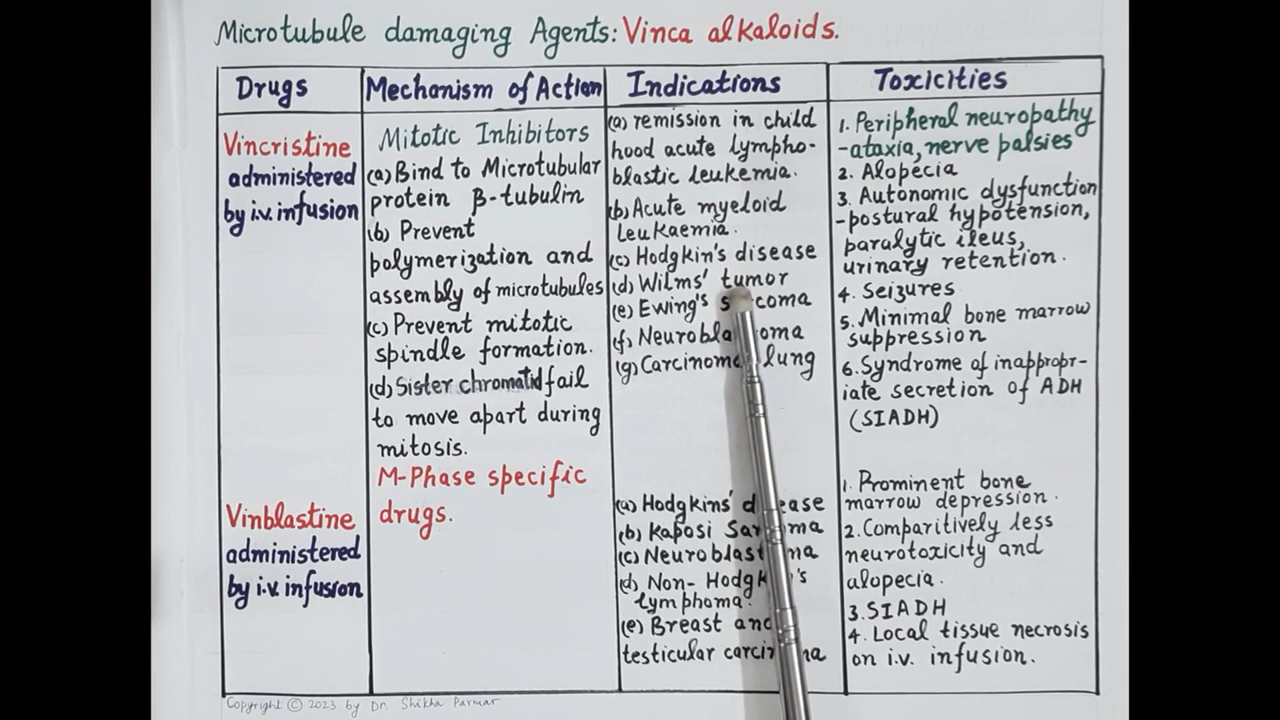 Microtubule damaging Agents: Vinca alkaloids.
Drugs
Vincristine
administered
by i.v. infusion
Vinblastine
administered
by i.v. infusion
Mechanism of Action
Mitotic Inhibitors
(a) Bind to Microtubular
protein β-tubulin
(b) Prevent
polymerization and
assembly of microtubules
(c) Prevent mitotic
spindle formation.
(d) Sister chromatid fail
to move apart during
mitosis.
M-Phase specific
drugs.
Indications
(a) remission in child
hood acute lympho-
blastic leukemia.
(b) Acute myeloid
leukaemia.
(c) Hodgkin's disease
(d) Wilms' tumor
(e) Ewing's
(f)
(g) lung
(a) Hodgkins'
(b) Kaposi
(c)
(d) Non-
lymphoma.
(e) Breast
testicular
Toxicities
1. Peripheral neuropathy
-ataxia, nerve palsies
2. Alopecia
3. Autonomic dysfunction
-postural hypotension,
paralytic ileus,
urinary retention.
4. Seizures
5. Minimal bone marrow
suppression
6. Syndrome of inappropr-
iate secretion of ADH
(SIADH)
1. Prominent bone
marrow depression.
2. Comparitively less
neurotoxicity and
alopecia.
3. SIADH
4. Local tissue necrosis
on i.v. infusion.
Copyright © 2023 by Dr. Shikha Parmar